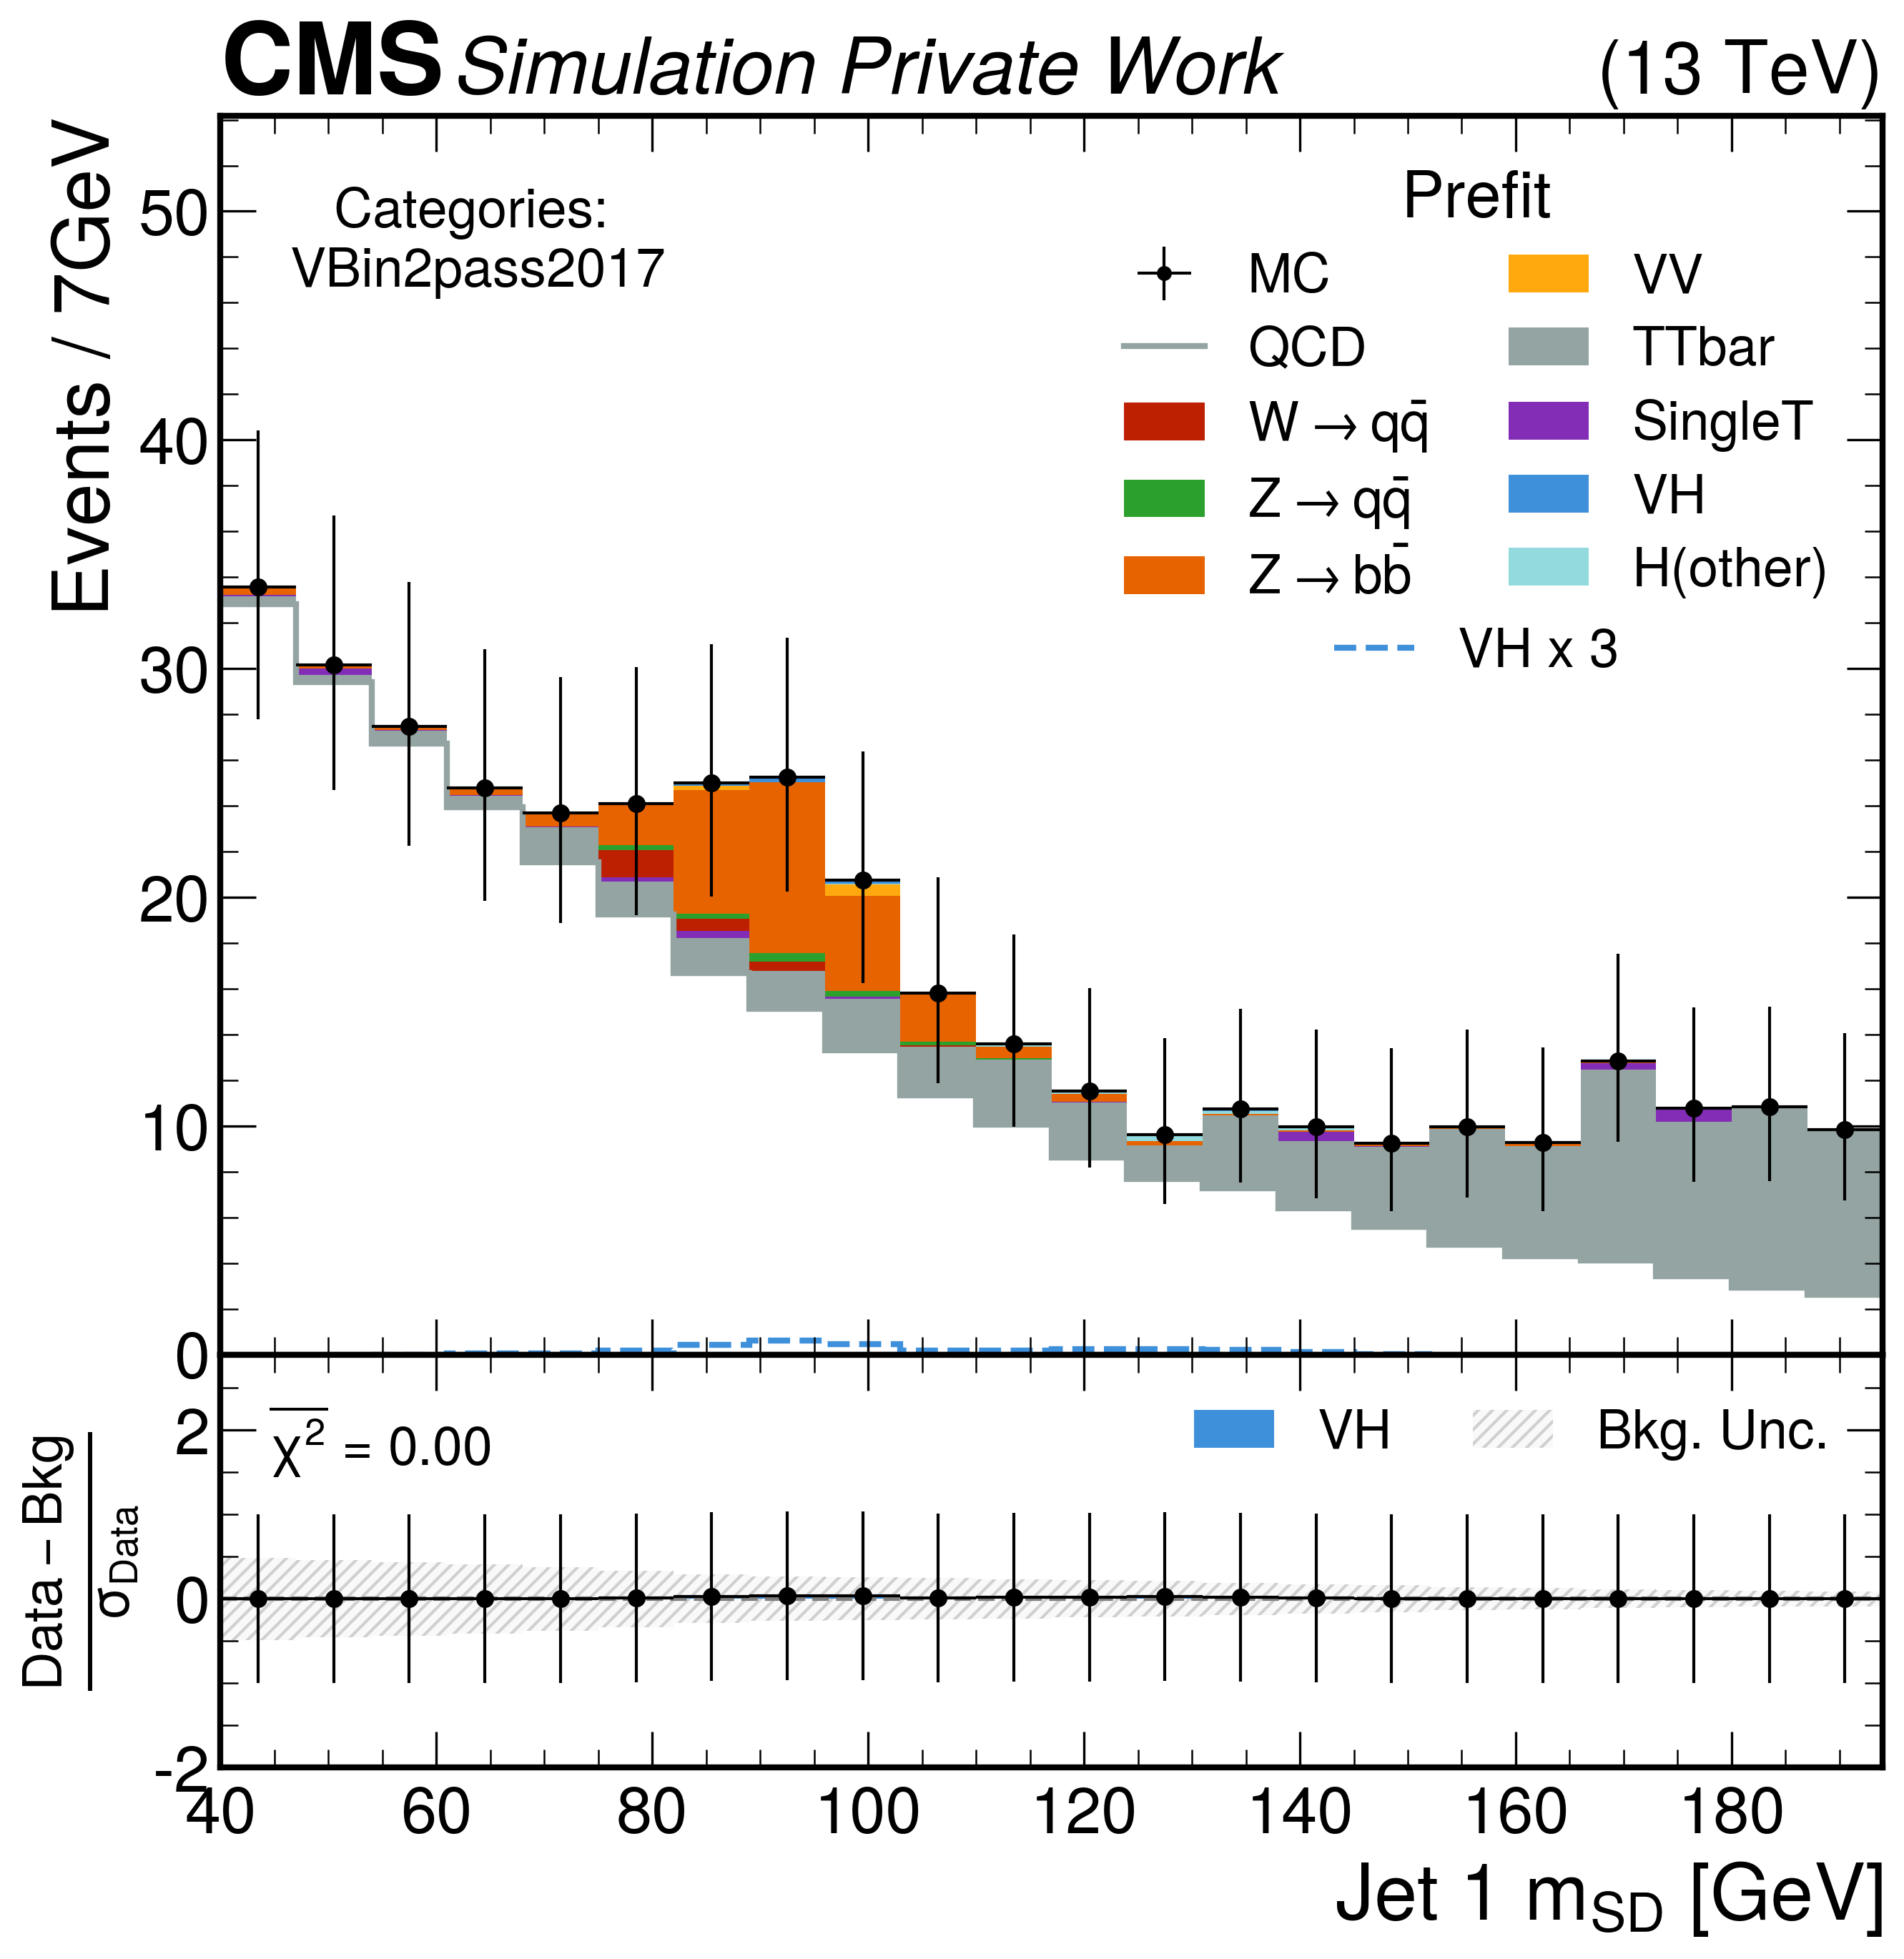 CMS Simulation Private Work (13 TeV)
Events / 7GeV
50
40
30
20
10
0
Categories:
VBin2pass2017
Prefit
MC
QCD
W → qq̄
Z → qq̄
Z → bb̄
VV
TTbar
SingleT
VH
H(other)
VH x 3
Data – Bkg
σData
2
0
-2
χ² = 0.00
VH
Bkg. Unc.
40 60 80 100 120 140 160 180
Jet 1 mSD [GeV]